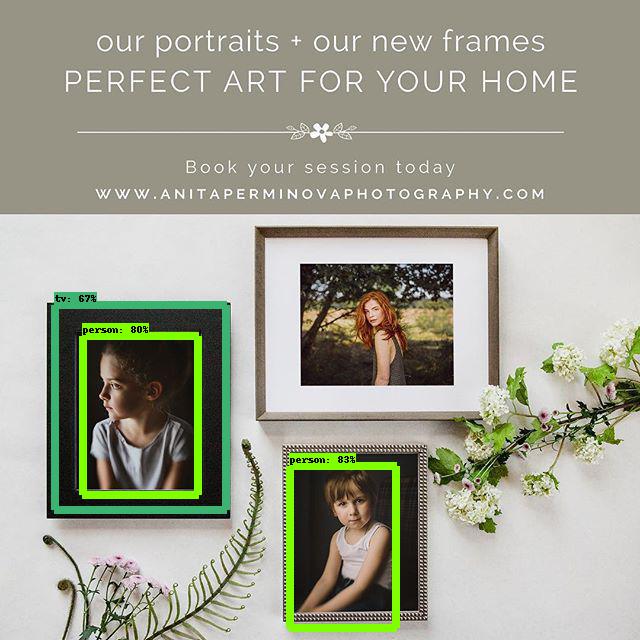 our portraits + our new frames
PERFECT ART FOR YOUR HOME
Book your session today
WWW.ANITAPERMINOVAPHOTOGRAPHY.COM
tv: 67%
person: 80%
person: 83%